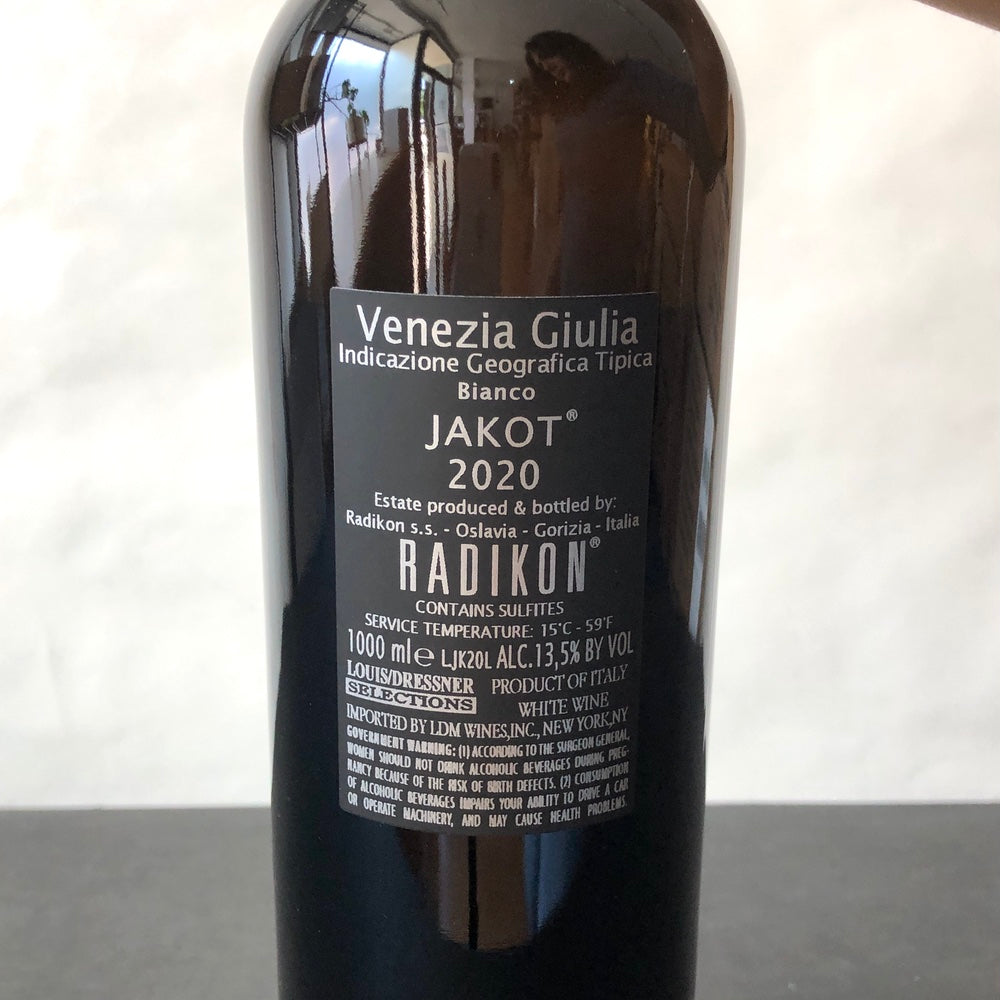 Venezia Giulia
Indicazione Geografica Tipica
Bianco
JAKOT®
2020
Estate produced & bottled by:
Radikon s.s. - Oslavia - Gorizia - Italia
RADIKON®
CONTAINS SULFITES
SERVICE TEMPERATURE: 15°C - 59°F
1000 ml e LJK20L ALC.13,5% BY VOL
LOUIS/DRESSNER
SELECTIONS
PRODUCT OF ITALY
WHITE WINE
IMPORTED BY LDM WINES,INC., NEW YORK,NY
GOVERNMENT WARNING: (1) ACCORDING TO THE SURGEON GENERAL,
WOMEN SHOULD NOT DRINK ALCOHOLIC BEVERAGES DURING PREG-
NANCY BECAUSE OF THE RISK OF BIRTH DEFECTS. (2) CONSUMPTION
OF ALCOHOLIC BEVERAGES IMPAIRS YOUR ABILITY TO DRIVE A CAR
OR OPERATE MACHINERY, AND MAY CAUSE HEALTH PROBLEMS.